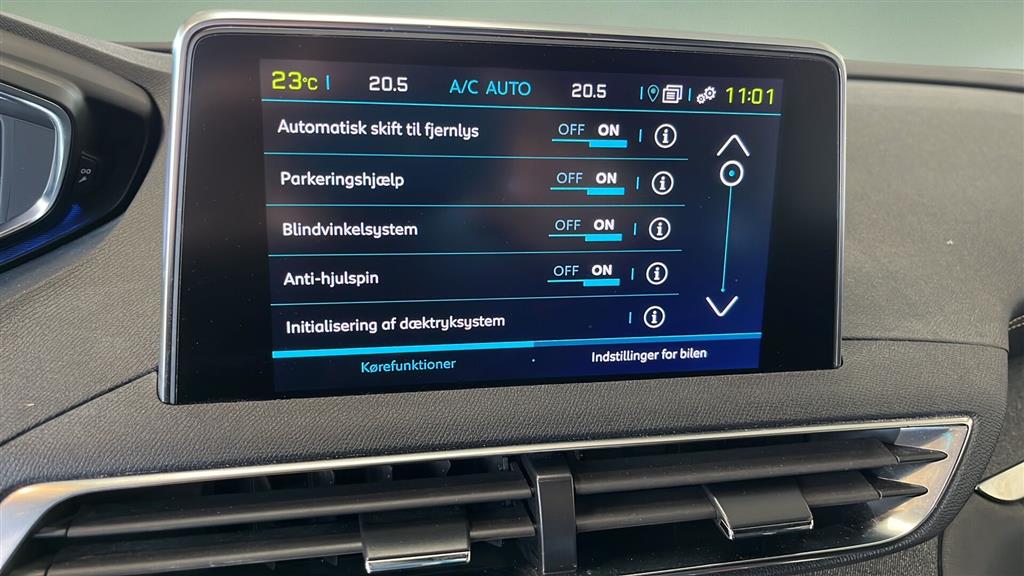 23°C 20.5 A/C AUTO 20.5 11:01
Automatisk skift til fjernlys OFF ON
Parkeringshjælp OFF ON
Blindvinkelsystem OFF ON
Anti-hjulspin OFF ON
Initialisering af dæktryksystem
Kørefunktioner Indstillinger for bilen